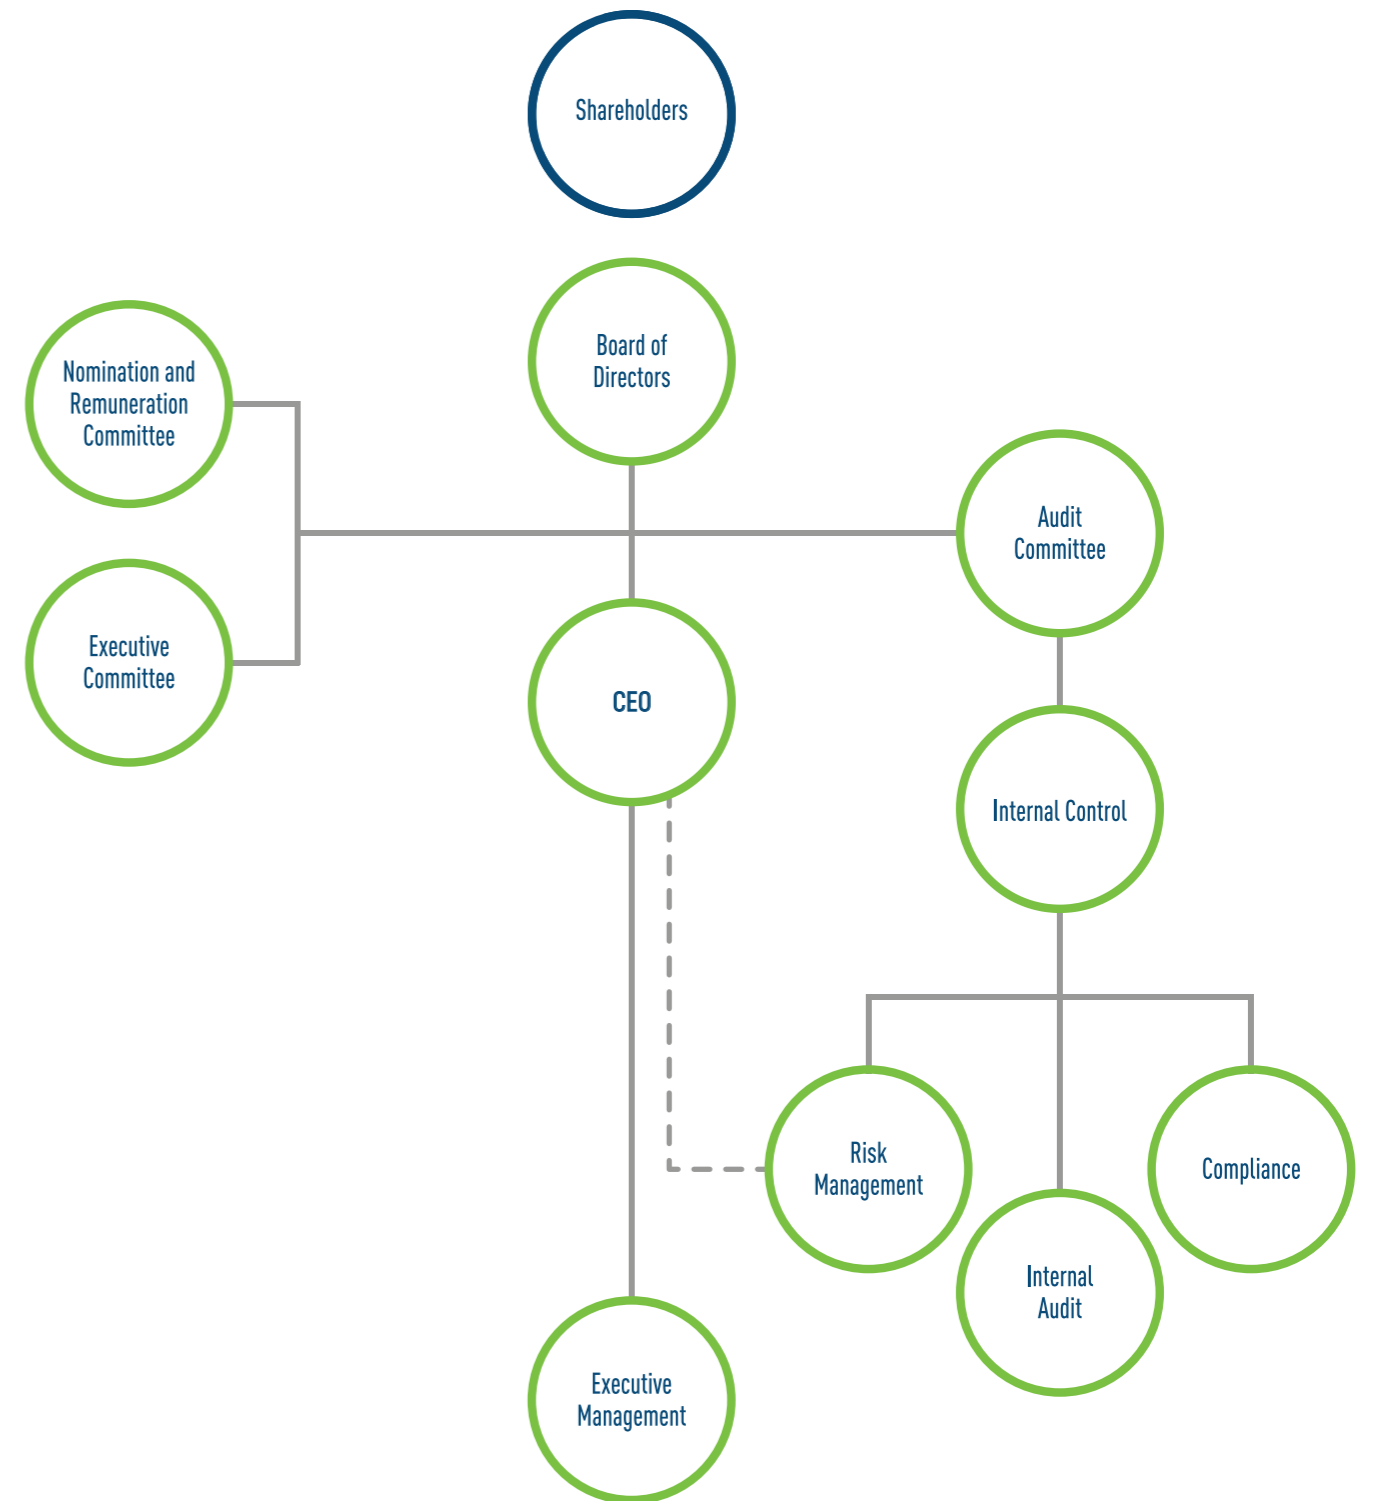 Shareholders
Board of
Directors
Nomination and
Remuneration
Committee
Audit
Committee
Executive
Committee
CEO
Internal Control
Risk
Management
Compliance
Internal
Audit
Executive
Management